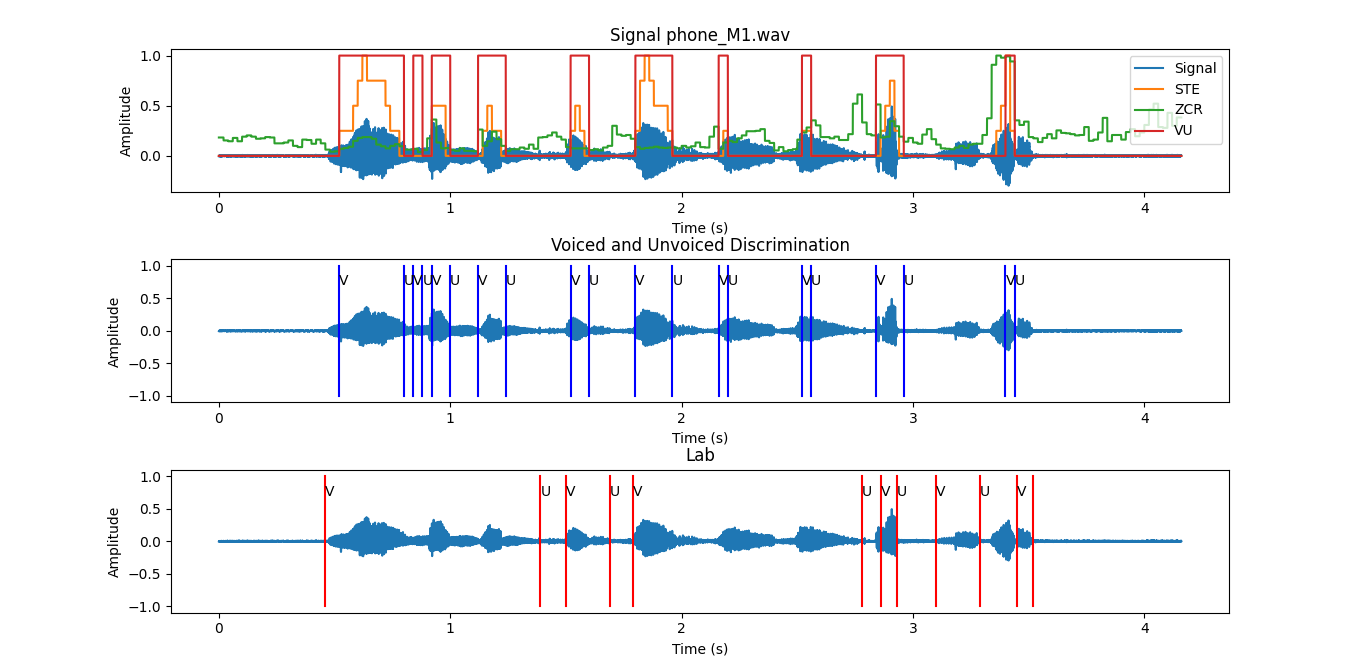 Signal phone_M1.wav
Amplitude
1.0
0.5
0.0
Signal
STE
ZCR
VU
0 1 2 3 4
Time (s)
Voiced and Unvoiced Discrimination
Amplitude
1.0
0.5
0.0
−0.5
−1.0
V U V U V U V U V U V U V U V U V U V U
0 1 2 3 4
Time (s)
Lab
Amplitude
1.0
0.5
0.0
−0.5
−1.0
V U V U V U V U V U V
0 1 2 3 4
Time (s)